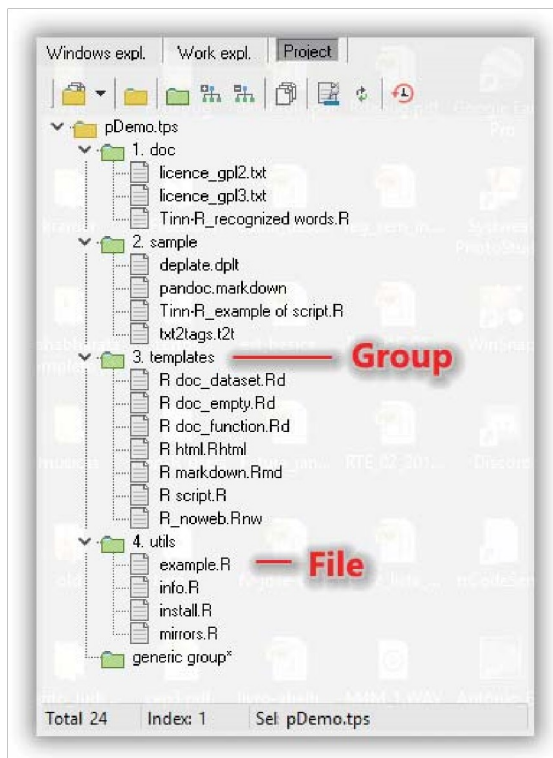 Windows expl.
Work expl.
Project
pDemo.tps
1. doc
licence_gpl2.txt
licence_gpl3.txt
Tinn-R_recognized words.R
2. sample
deplate.dplt
pandoc.markdown
Tinn-R_example of script.R
txt2tags.t2t
3. templates
Group
R doc_dataset.Rd
R doc_empty.Rd
R doc_function.Rd
R html.Rhtml
R markdown.Rmd
R script.R
R_noweb.Rnw
4. utils
example.R
File
info.R
install.R
mirrors.R
generic group*
Total 24
Index: 1
Sel: pDemo.tps